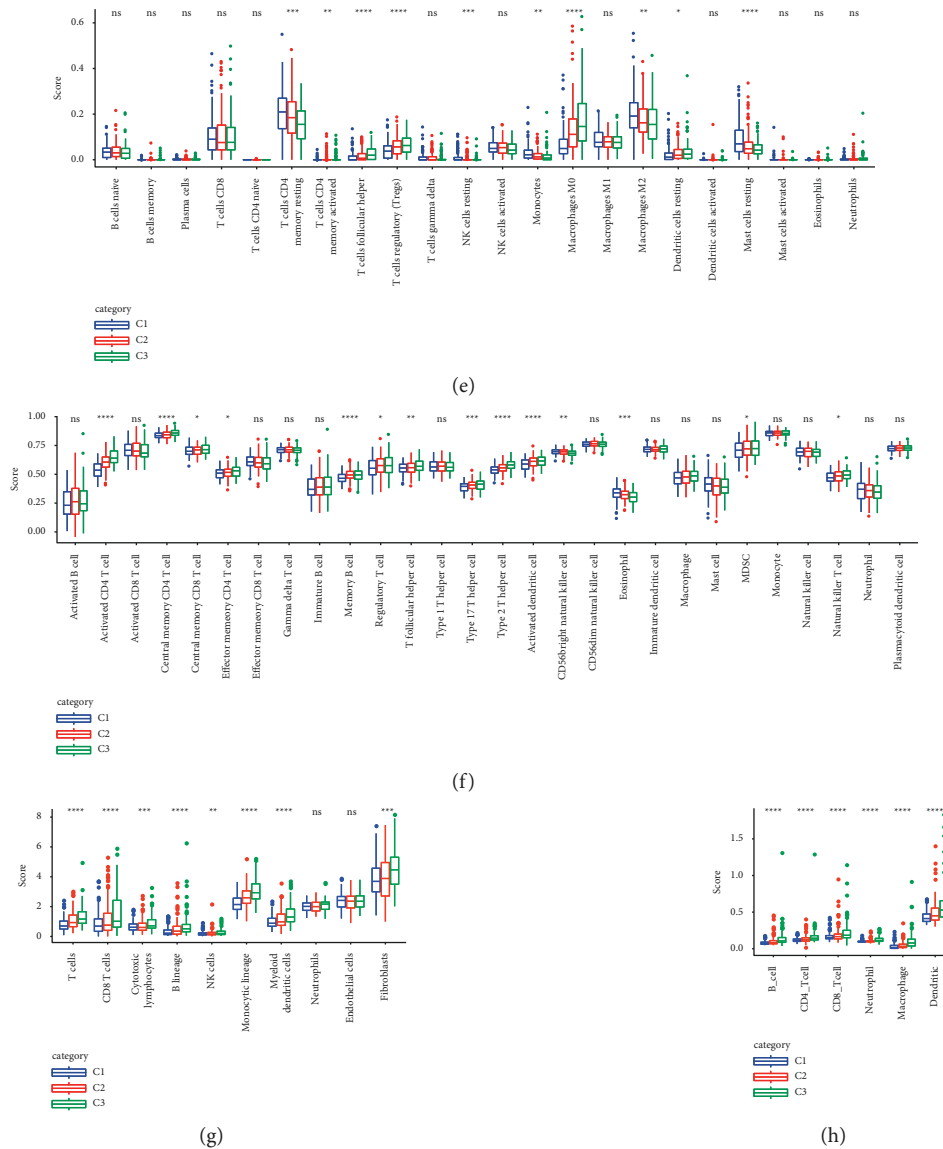 ns ns ns ns ns *** ** **** **** ns *** ns ** **** ns ** * ns **** ns ns ns
0.6
0.4
0.2
0.0
Score
B cells naive
B cells memory
Plasma cells
T cells CD8
T cells CD4 naive
T cells CD4
memory resting
T cells CD4
memory activated
T cells follicular helper
T cells regulatory (Tregs)
T cells gamma delta
NK cells resting
NK cells activated
Monocytes
Macrophages M0
Macrophages M1
Macrophages M2
Dendritic cells resting
Dendritic cells activated
Mast cells resting
Mast cells activated
Eosinophils
Neutrophils
category
C1
C2
C3
(e)
ns **** ns **** * * ns ns ns **** * ** ns *** **** **** ** ns *** ns ns ns * ns ns * ns ns
1.00
0.75
0.50
0.25
0.00
Score
Activated B cell
Activated CD4 T cell
Activated CD8 T cell
Central memory CD4 T cell
Central memory CD8 T cell
Effector memeory CD4 T cell
Effector memeory CD8 T cell
Gamma delta T cell
Immature B cell
Memory B cell
Regulatory T cell
T follicular helper cell
Type 1 T helper cell
Type 17 T helper cell
Type 2 T helper cell
Activated dendritic cell
CD56bright natural killer cell
CD56dim natural killer cell
Eosinophil
Immature dendritic cell
Macrophage
Mast cell
MDSC
Monocyte
Natural killer cell
Natural killer T cell
Neutrophil
Plasmacytoid dendritic cell
category
C1
C2
C3
(f)
**** **** *** **** ** **** **** ns ns ***
8
6
4
2
0
Score
T cells
CD8 T cells
Cytotoxic
lymphocytes
B lineage
NK cells
Monocytic lineage
Myeloid
dendritic cells
Neutrophils
Endothelial cells
Fibroblasts
category
C1
C2
C3
(g)
**** **** **** **** **** ****
1.5
1.0
0.5
0.0
Score
B_cell
CD4_Tcell
CD8_Tcell
Neutrophil
Macrophage
Dendritic
category
C1
C2
C3
(h)